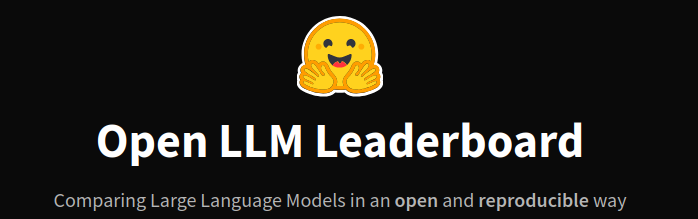 Open LLM Leaderboard
Comparing Large Language Models in an open and reproducible way